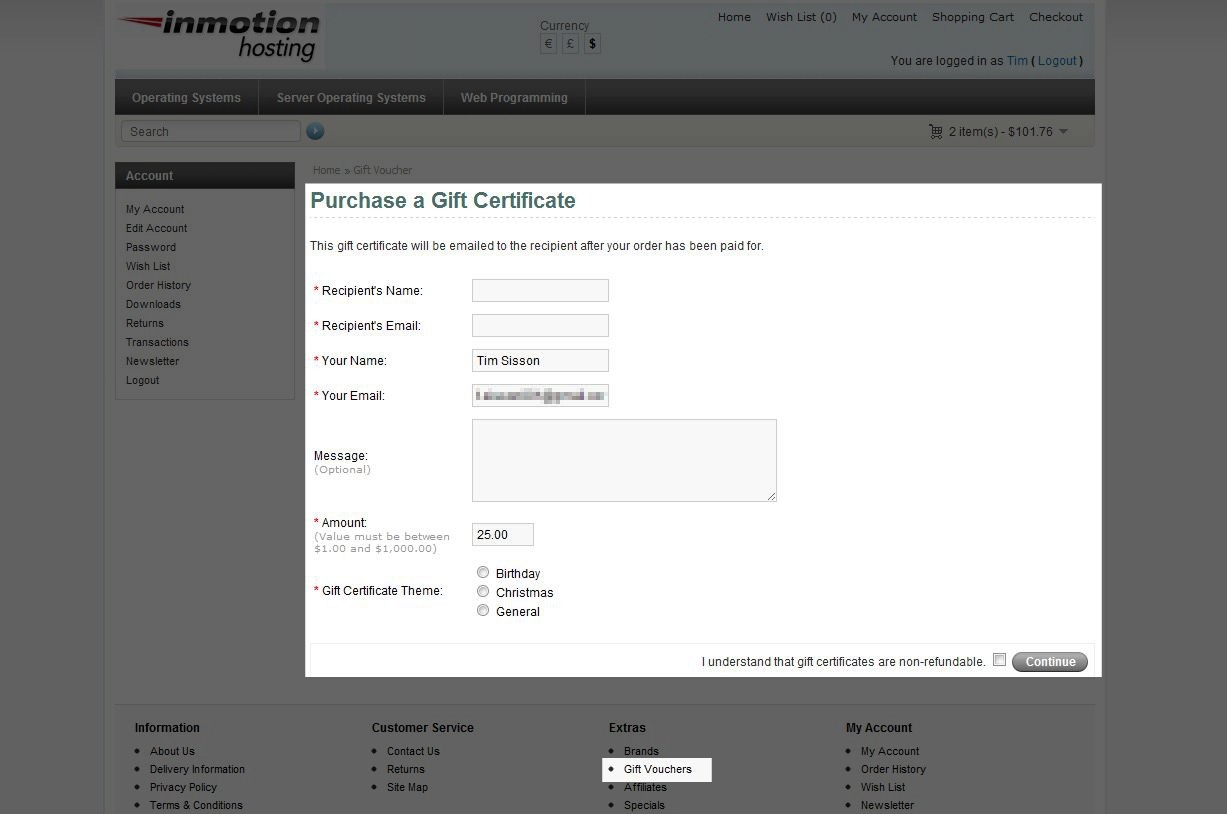 inmotion
hosting
Currency
€ £ $
Home Wish List (0) My Account Shopping Cart Checkout
You are logged in as Tim ( Logout )
Operating Systems Server Operating Systems Web Programming
Search
2 item(s) - $101.76
Account
My Account
Edit Account
Password
Wish List
Order History
Downloads
Returns
Transactions
Newsletter
Logout
Home » Gift Voucher
Purchase a Gift Certificate
This gift certificate will be emailed to the recipient after your order has been paid for.
* Recipient's Name:
* Recipient's Email:
* Your Name: Tim Sisson
* Your Email:
Message:
(Optional)
* Amount:
(Value must be between
$1.00 and $1,000.00)
25.00
* Gift Certificate Theme:
Birthday
Christmas
General
I understand that gift certificates are non-refundable. Continue
Information
• About Us
• Delivery Information
• Privacy Policy
• Terms & Conditions
Customer Service
• Contact Us
• Returns
• Site Map
Extras
• Brands
• Gift Vouchers
• Affiliates
• Specials
My Account
• My Account
• Order History
• Wish List
• Newsletter